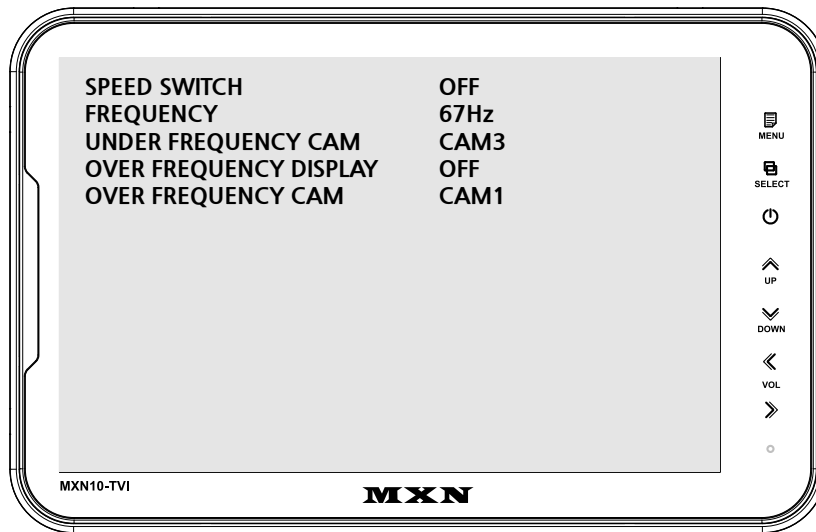 SPEED SWITCH OFF
FREQUENCY 67Hz
UNDER FREQUENCY CAM CAM3
OVER FREQUENCY DISPLAY OFF
OVER FREQUENCY CAM CAM1
MENU
SELECT
UP
DOWN
VOL
MXN10-TVI
MXN